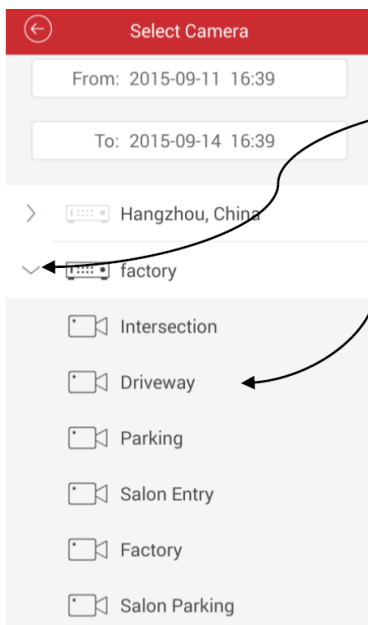 Select Camera
From: 2015-09-11 16:39
To: 2015-09-14 16:39
Hangzhou, China
factory
Intersection
Driveway
Parking
Salon Entry
Factory
Salon Parking